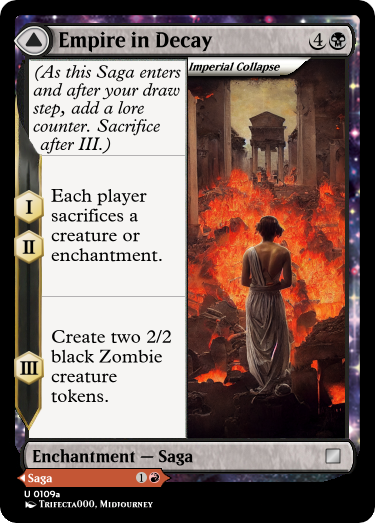 Empire in Decay 4
Imperial Collapse
(As this Saga enters
and after your draw
step, add a lore
counter. Sacrifice
after III.)
I
Each player
sacrifices a
creature or
enchantment.
II
III
Create two 2/2
black Zombie
creature
tokens.
Enchantment — Saga
Saga 1
U 0109a
Trifecta000, Midjourney